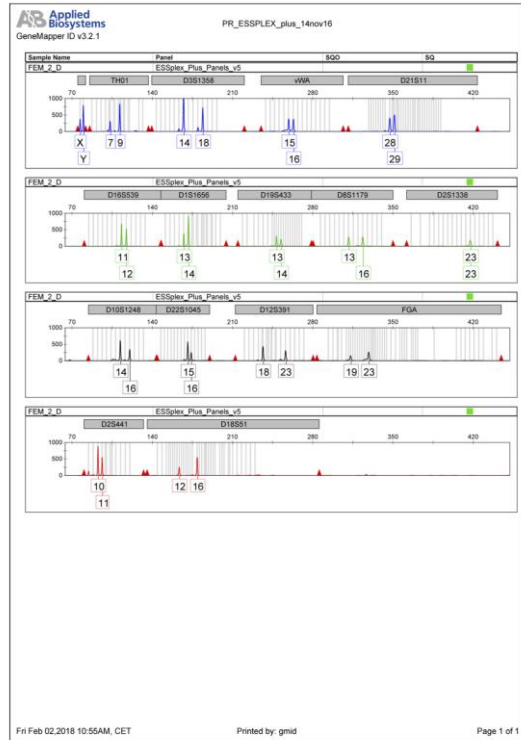 AB Applied Biosystems
PR_ESSPLEX_plus_14nov16
GeneMapper ID v3.2.1
Sample Name Panel SQO SQ
FEM_2_D ESSplex_Plus_Panels_v5
TH01 D3S1358 vWA D21S11
70 140 210 280 350 420
1000
500
0
X 7 9 14 18 15 28
Y 16 29
FEM_2_D ESSplex_Plus_Panels_v5
D16S539 D1S1656 D19S433 D8S1179 D2S1338
70 140 210 280 350 420
1000
500
0
11 13 13 13 16 23
12 14 14 23
FEM_2_D ESSplex_Plus_Panels_v5
D10S1248 D22S1045 D12S391 FGA
70 140 210 280 350 420
1000
500
0
14 15 18 23 19 23
16 16
FEM_2_D ESSplex_Plus_Panels_v5
D2S441 D18S51
70 140 210 280 350 420
1000
500
0
10 12 16
11
Fri Feb 02,2018 10:55AM, CET Printed by: gmid Page 1 of 1